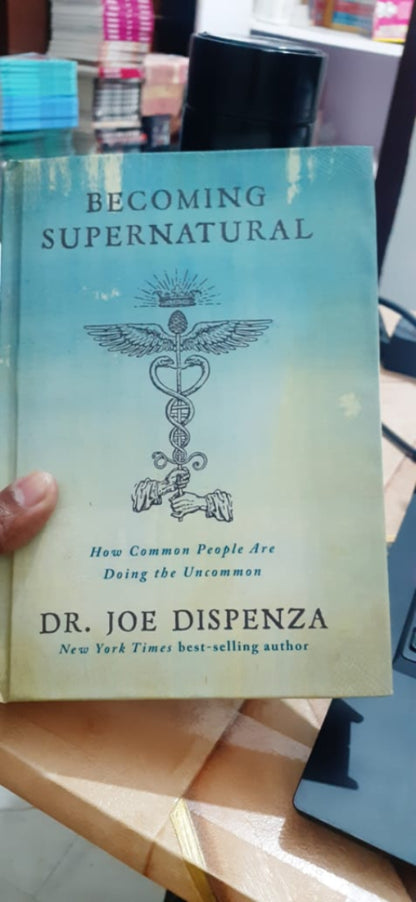 BECOMING
SUPERNATURAL
How Common People Are
Doing the Uncommon
DR. JOE DISPENZA
New York Times best-selling author